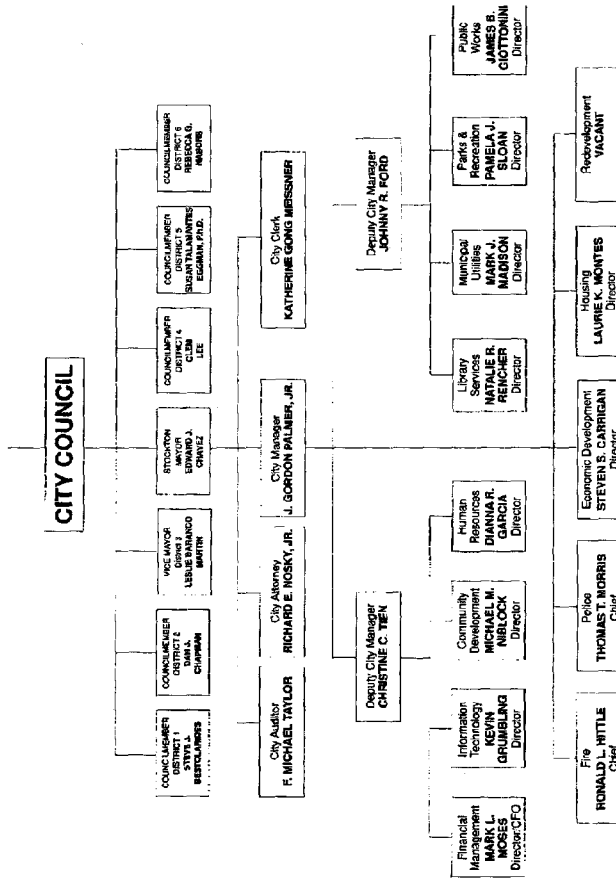 CITY COUNCIL
COUNCILMEMBER
DISTRICT 1
STEVE J.
BESTOLARIDES
COUNCILMEMBER
DISTRICT 2
DAN J.
CHAPMAN
VICE MAYOR
District 3
LESLIE BARANCO
MARTIN
STOCKTON
MAYOR
EDWARD J.
CHAVEZ
COUNCILMEMBER
DISTRICT 4
CLEM
LEE
COUNCILMEMBER
DISTRICT 5
SUSAN TALAMANTES
EGGMAN, PH.D.
COUNCILMEMBER
DISTRICT 6
REBECCA G.
NABORS
City Auditor
F. MICHAEL TAYLOR
City Attorney
RICHARD E. NOSKY, JR.
City Manager
J. GORDON PALMER, JR.
City Clerk
KATHERINE GONG MEISSNER
Deputy City Manager
CHRISTINE C. TIEN
Deputy City Manager
JOHNNY R. FORD
Financial
Management
MARK L.
MOSES
Director/CFO
Information
Technology
KEVIN
GRUMBLING
Director
Community
Development
MICHAEL M.
NIBLOCK
Director
Human
Resources
DIANNA R.
GARCIA
Director
Library
Services
NATALIE R.
RENCHER
Director
Municipal
Utilities
MARK J.
MADISON
Director
Parks &
Recreation
PAMELA J.
SLOAN
Director
Public
Works
JAMES B.
GIOTTONINI
Director
Fire
RONALD L. HITTLE
Chief
Police
THOMAS T. MORRIS
Chief
Economic Development
STEVEN S. CARRIGAN
Director
Housing
LAURIE K. MONTES
Director
Redevelopment
VACANT